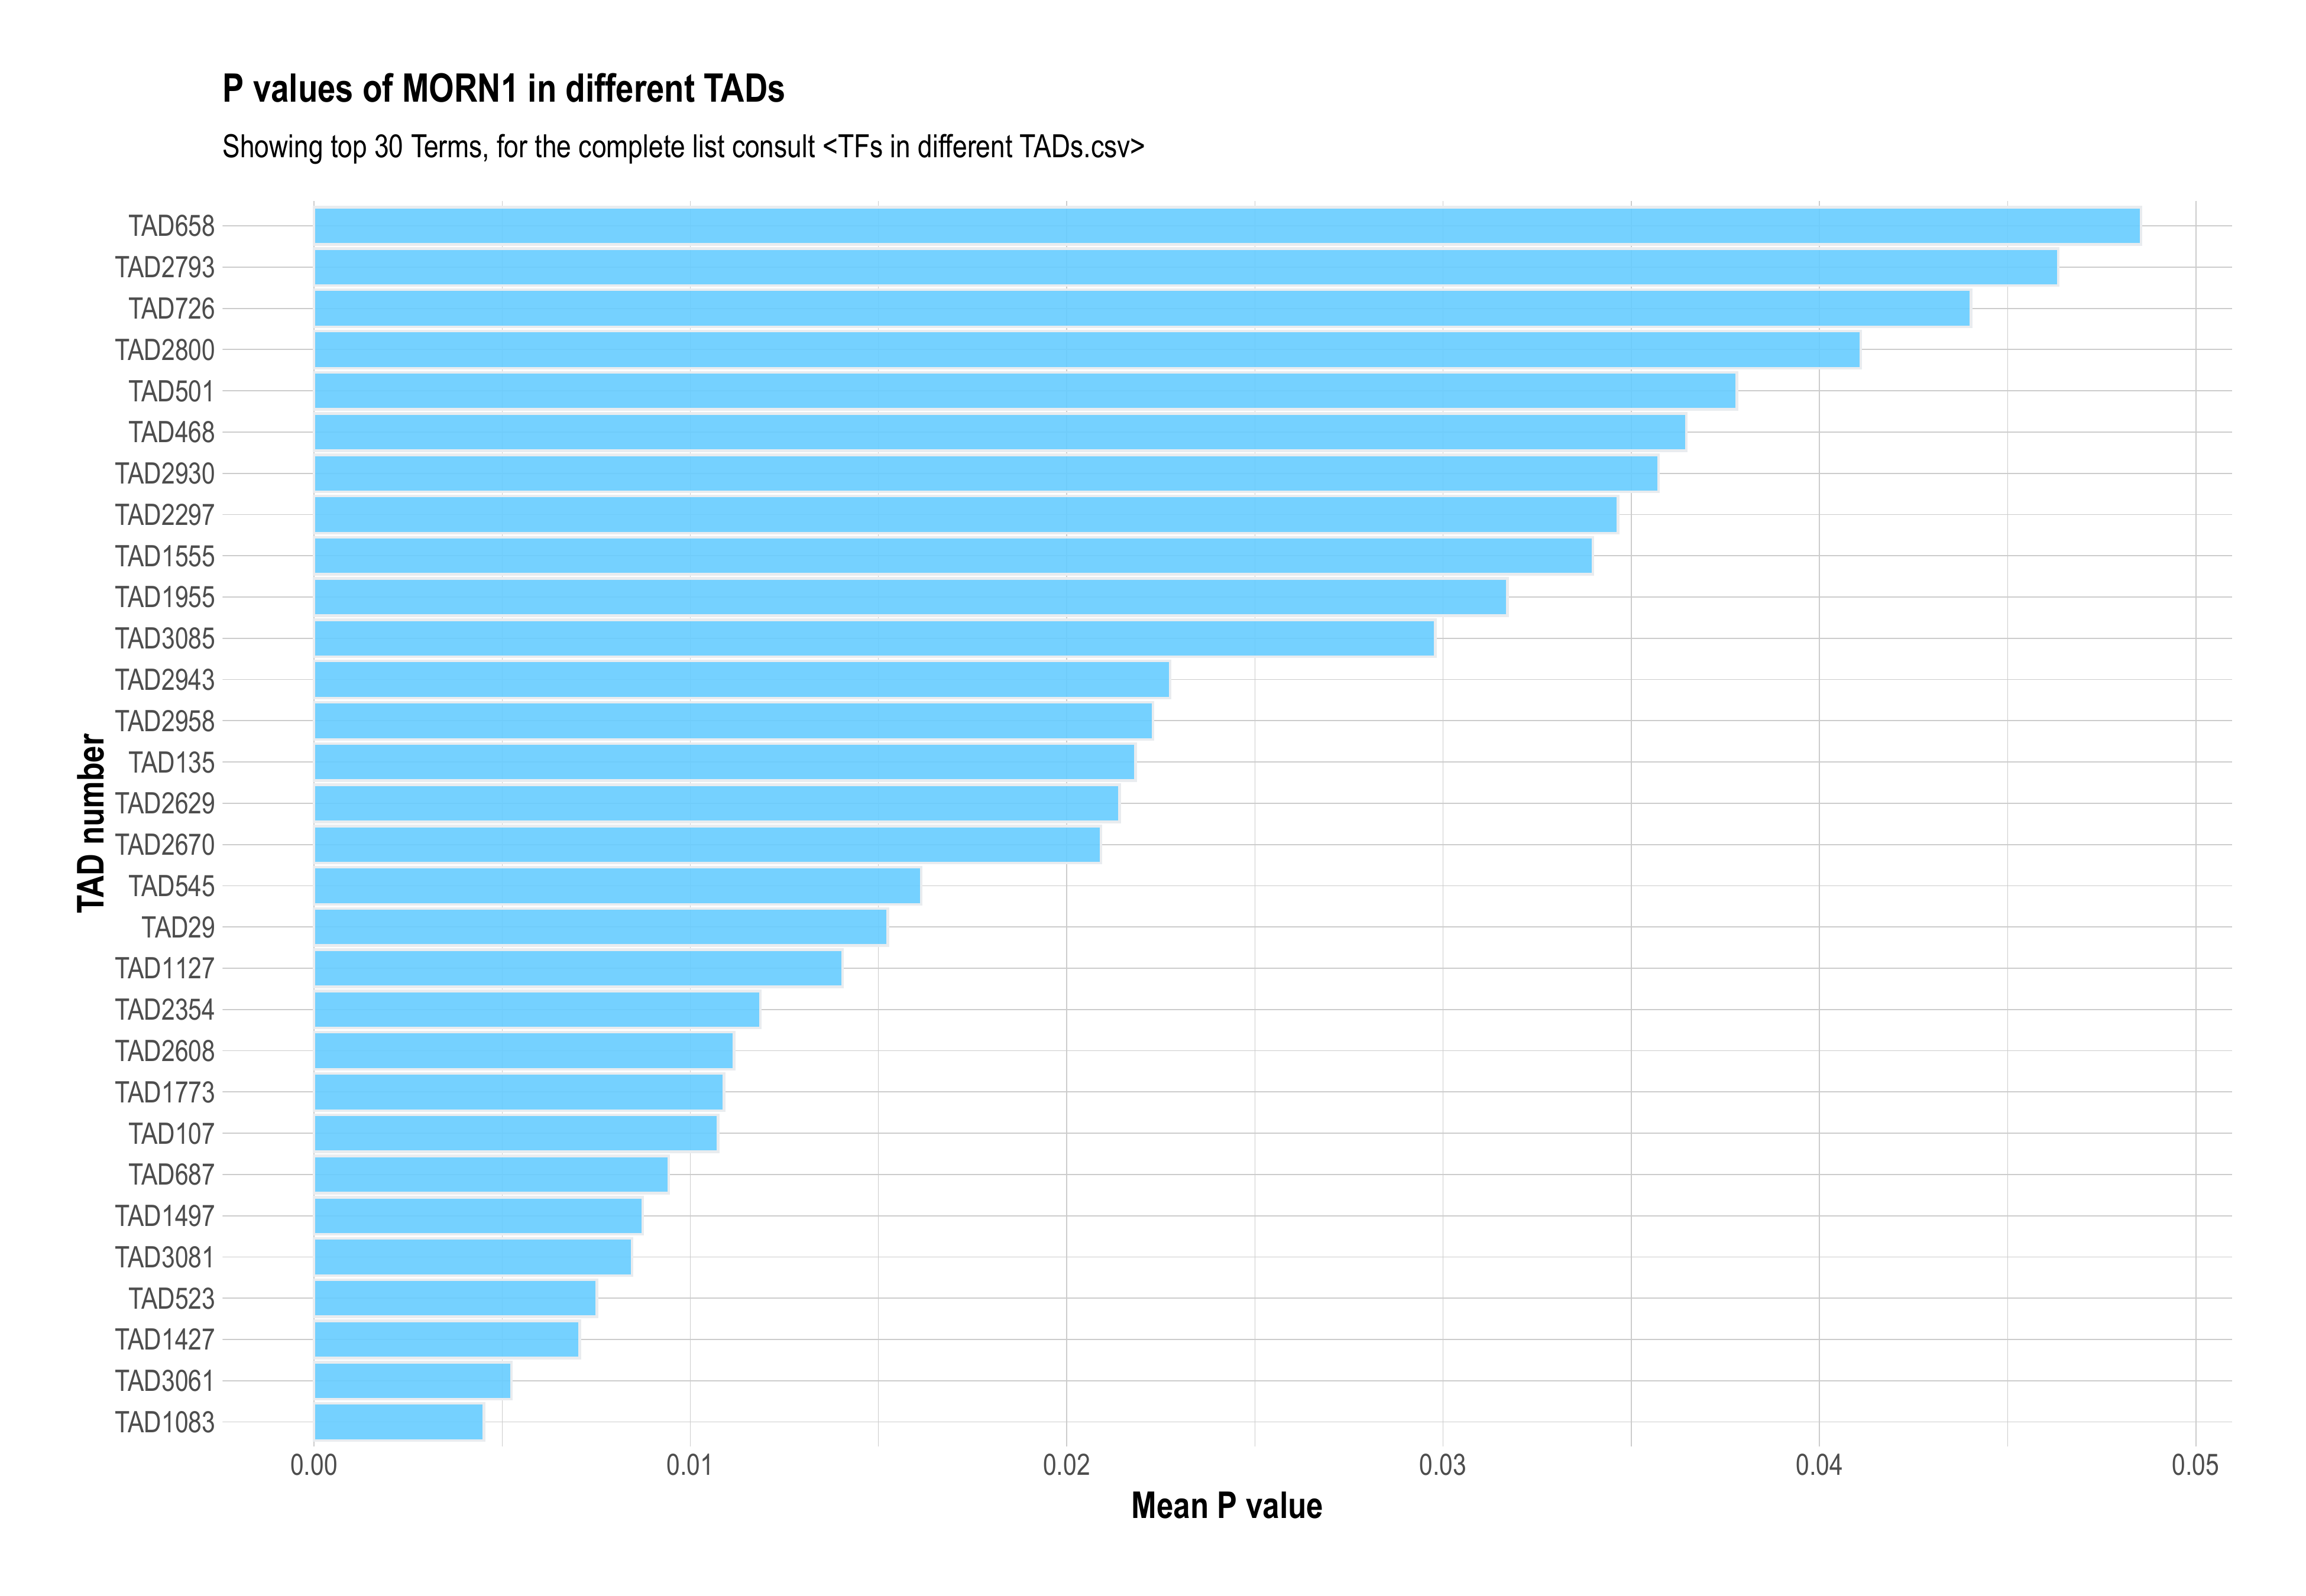 P values of MORN1 in different TADs
Showing top 30 Terms, for the complete list consult <TFs in different TADs.csv>
TAD number
TAD658
TAD2793
TAD726
TAD2800
TAD501
TAD468
TAD2930
TAD2297
TAD1555
TAD1955
TAD3085
TAD2943
TAD2958
TAD135
TAD2629
TAD2670
TAD545
TAD29
TAD1127
TAD2354
TAD2608
TAD1773
TAD107
TAD687
TAD1497
TAD3081
TAD523
TAD1427
TAD3061
TAD1083
0.00 0.01 0.02 0.03 0.04 0.05
Mean P value